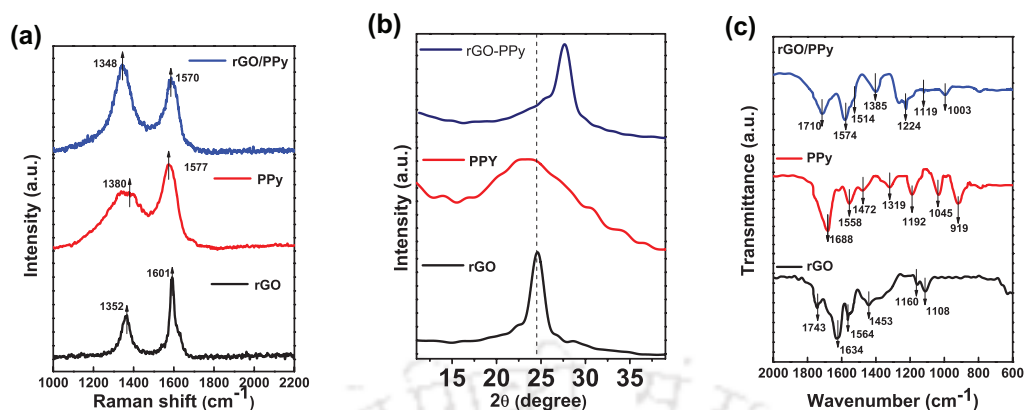 (a)
rGO/PPy
1348
1570
PPy
1380
1577
rGO
1352
1601
Intensity (a.u.)
1000 1200 1400 1600 1800 2000 2200
Raman shift (cm-1)
(b)
rGO-PPy
PPY
rGO
Intensity (a.u.)
15 20 25 30 35
2θ (degree)
(c)
rGO/PPy
1710
1574
1514
1385
1224
1119
1003
PPy
1688
1558
1472
1319
1192
1045
919
rGO
1743
1634
1564
1453
1160
1108
Transmittance (a.u.)
2000 1800 1600 1400 1200 1000 800 600
Wavenumber (cm-1)